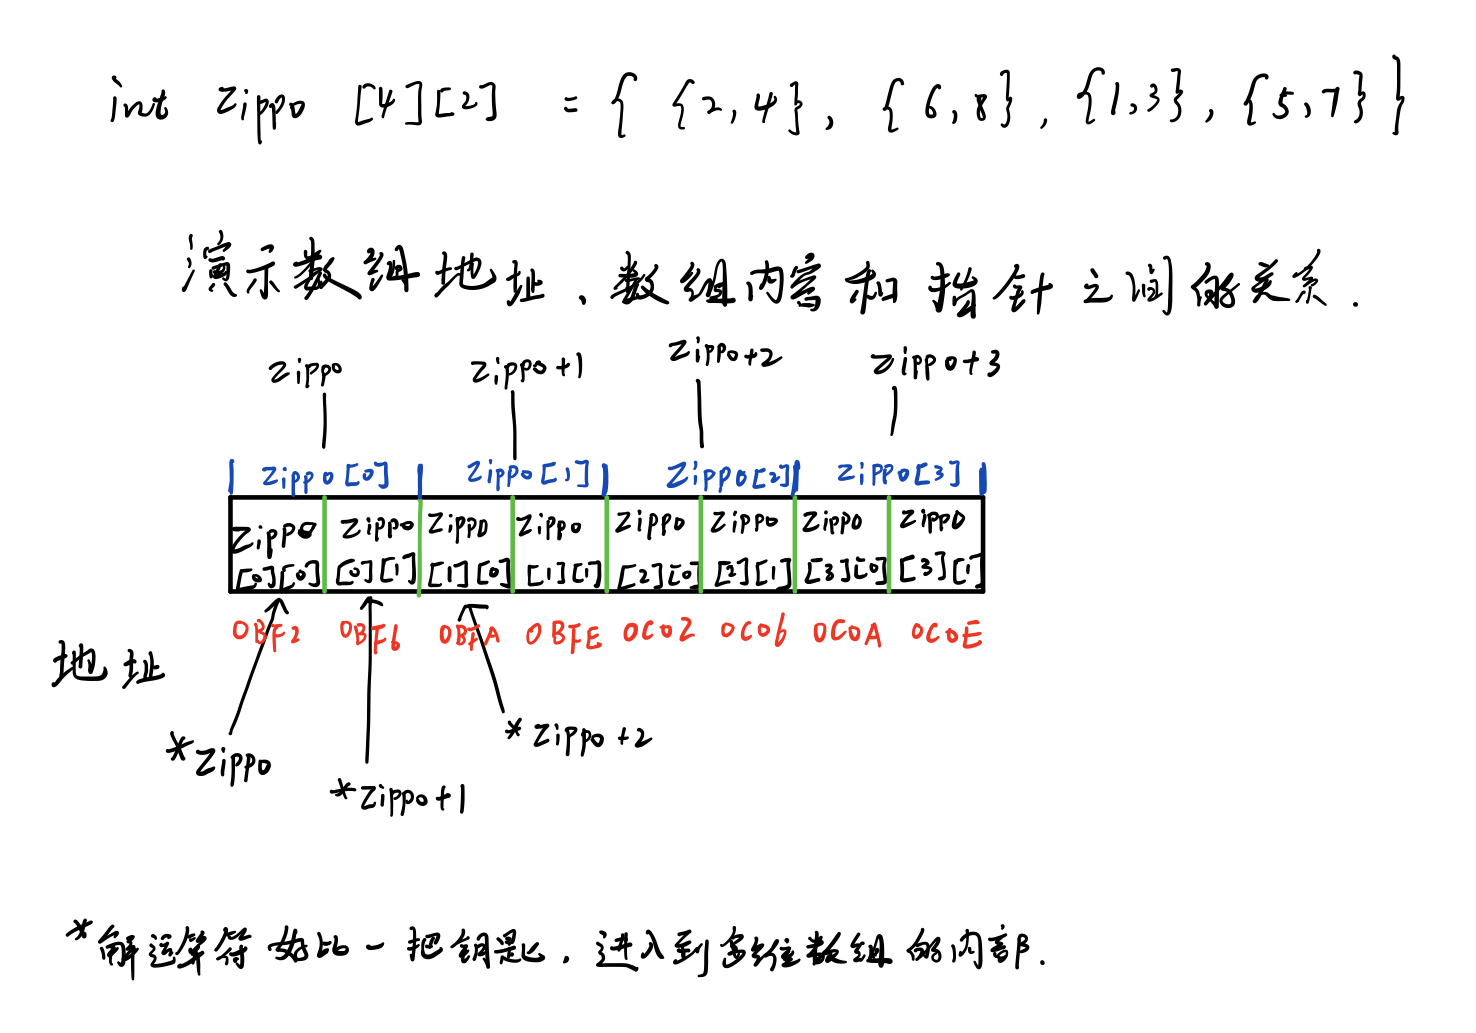 int zippo [4][2] = { {2,4}, {6,8}, {1,3}, {5,7} }
演示数组地址、数组内容和指针之间的关系.
zippo zippo+1 zippo+2 zippo+3
zippo[0] zippo[1] zippo[2] zippo[3]
zippo zippo zippo zippo zippo zippo zippo zippo
[0][0] [0][1] [1][0] [1][1] [2][0] [2][1] [3][0] [3][1]
0BF2 0BF6 0BFA 0BFE 0C02 0C06 0C0A 0C0E
地址
*zippo *zippo+1 *zippo+2
*解运算符 好比一把钥匙, 进入到多维数组的内部.